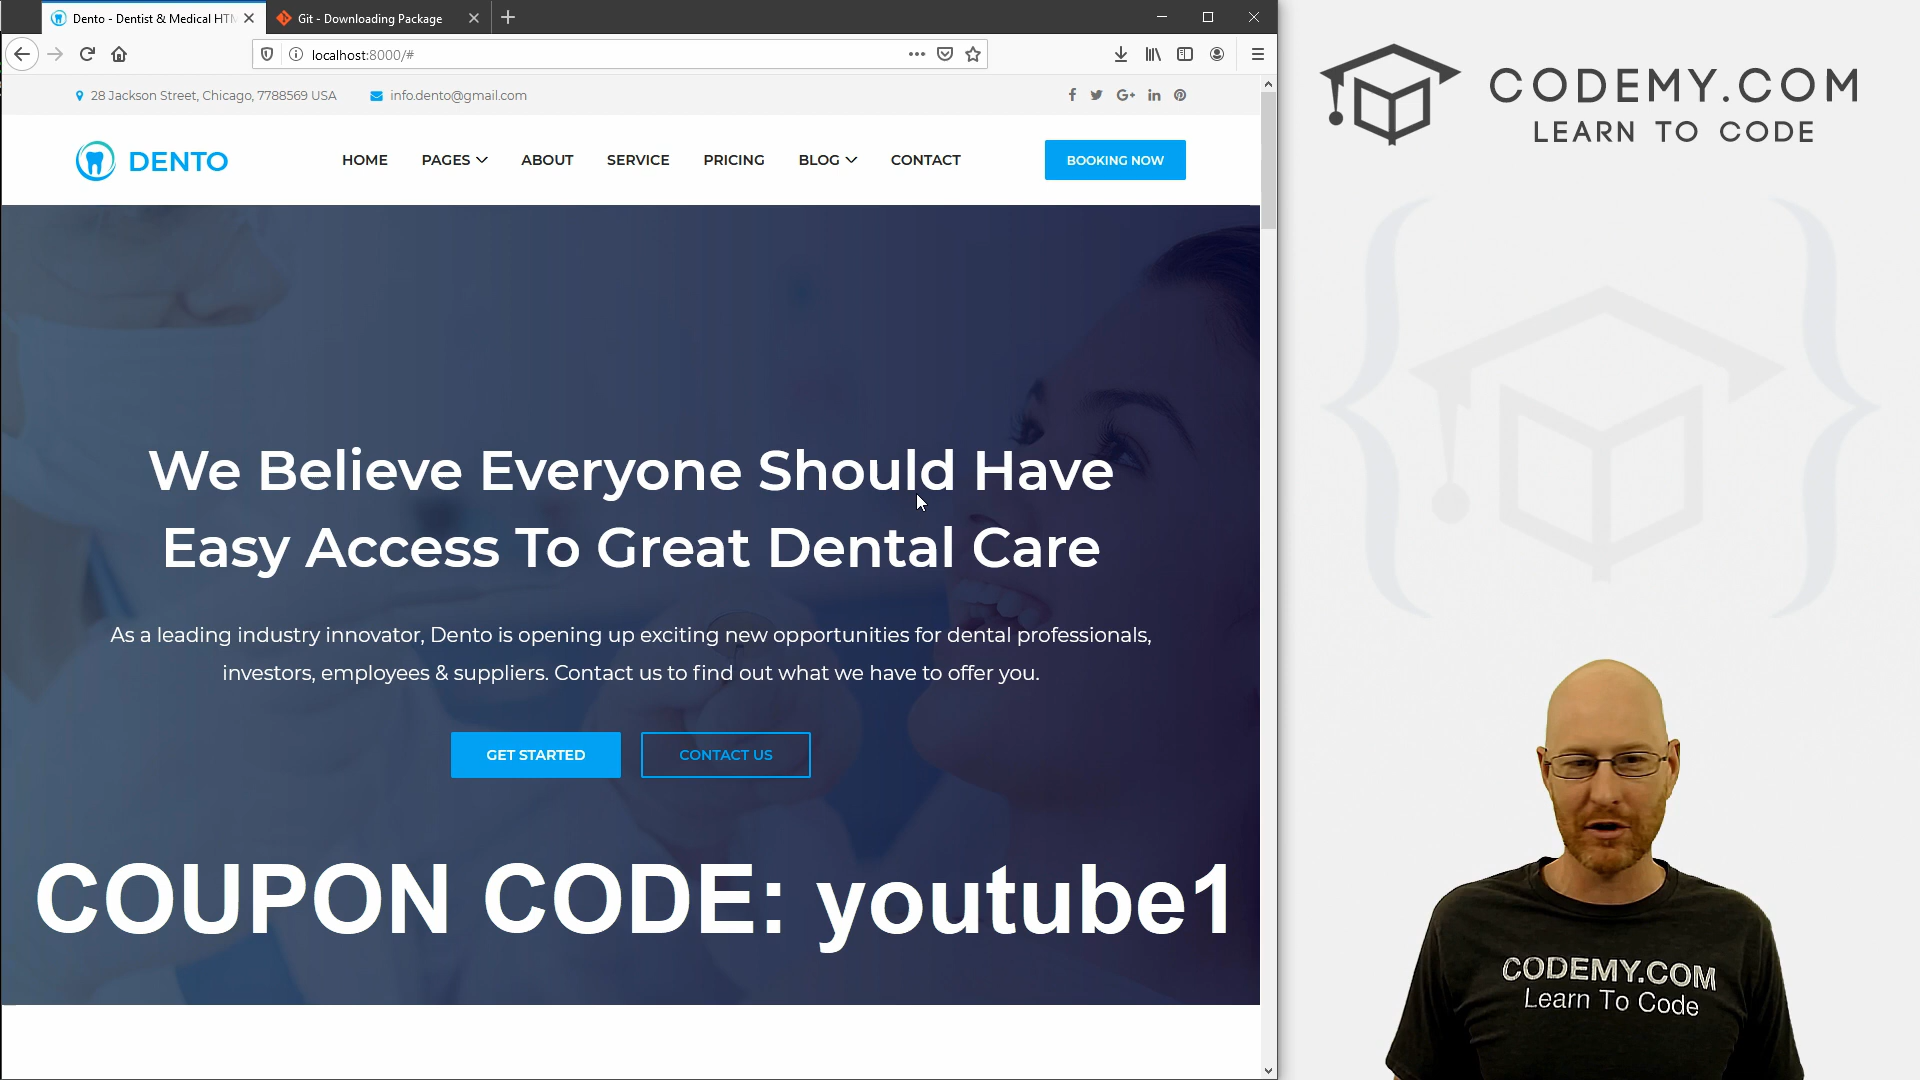 Dento - Dentist & Medical HTM
Git - Downloading Package
localhost:8000/#
28 Jackson Street, Chicago, 7788569 USA
info.dento@gmail.com
DENTO
HOME
PAGES
ABOUT
SERVICE
PRICING
BLOG
CONTACT
BOOKING NOW
We Believe Everyone Should Have
Easy Access To Great Dental Care
As a leading industry innovator, Dento is opening up exciting new opportunities for dental professionals,
investors, employees & suppliers. Contact us to find out what we have to offer you.
GET STARTED
CONTACT US
COUPON CODE: youtube1
CODEMY.COM
LEARN TO CODE
CODEMY.COM
Learn To Code